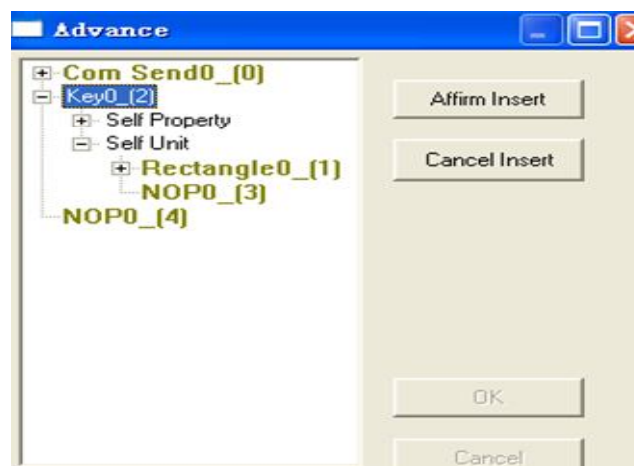 Advance
Com Send0_(0)
Key0_(2)
Self Property
Self Unit
Rectangle0_(1)
NOP0_(3)
NOP0_(4)
Affirm Insert
Cancel Insert
OK
Cancel